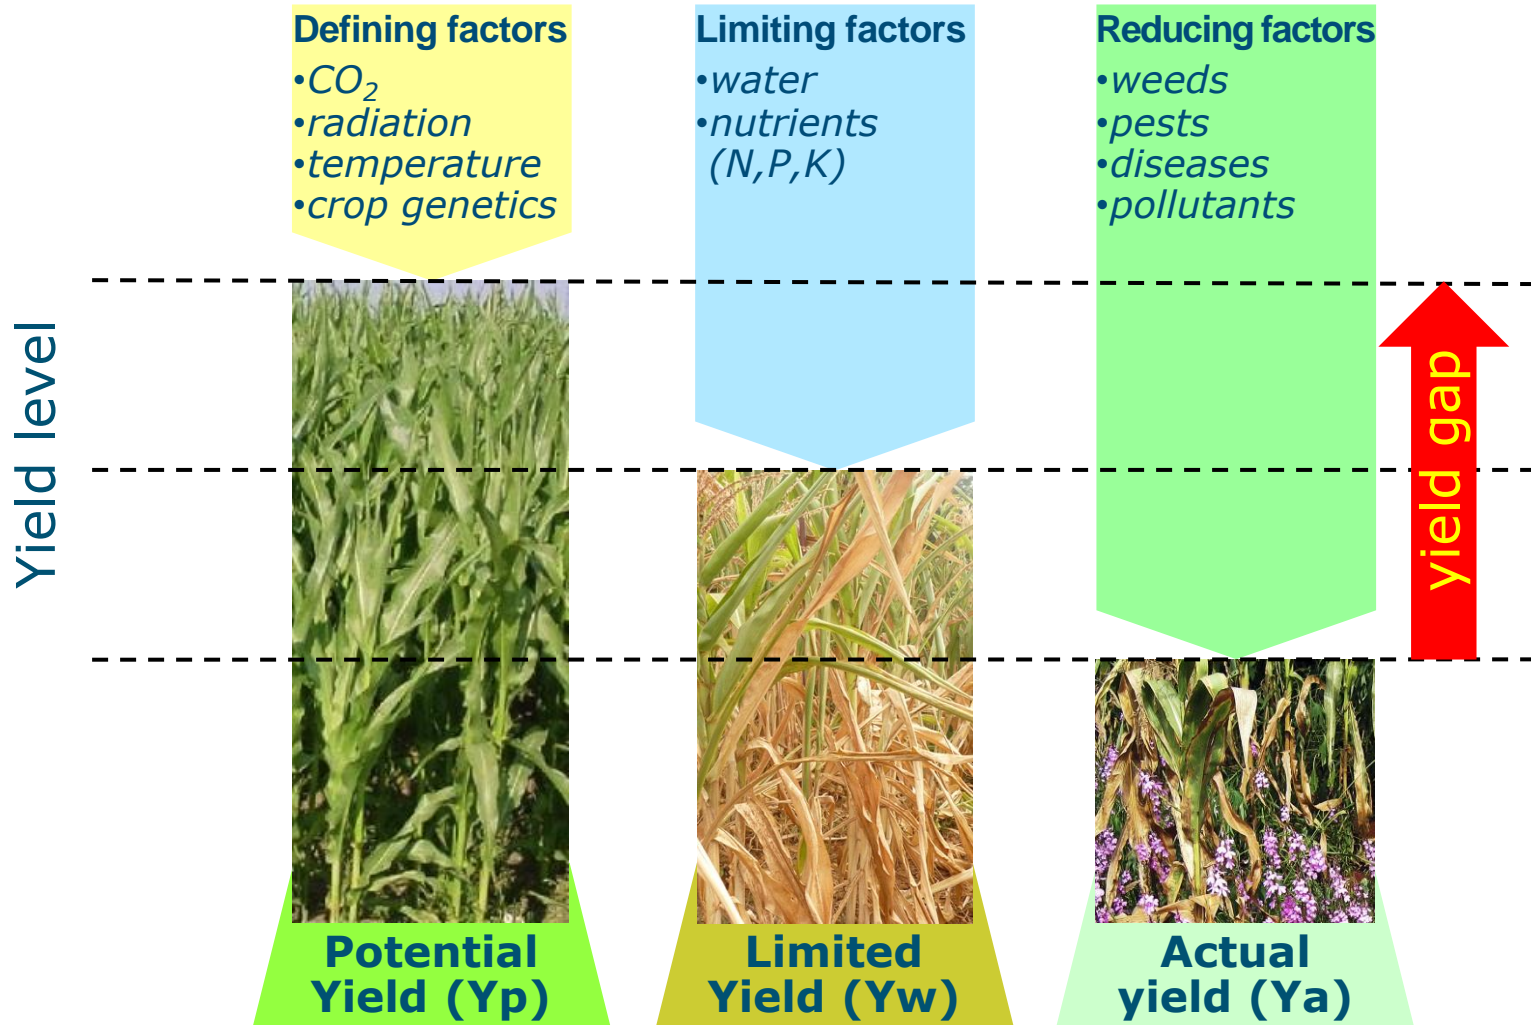 Defining factors
•CO₂
•radiation
•temperature
•crop genetics
Limiting factors
•water
•nutrients
(N,P,K)
Reducing factors
•weeds
•pests
•diseases
•pollutants
Yield level
yield gap
Potential
Yield (Yp)
Limited
Yield (Yw)
Actual
yield (Ya)